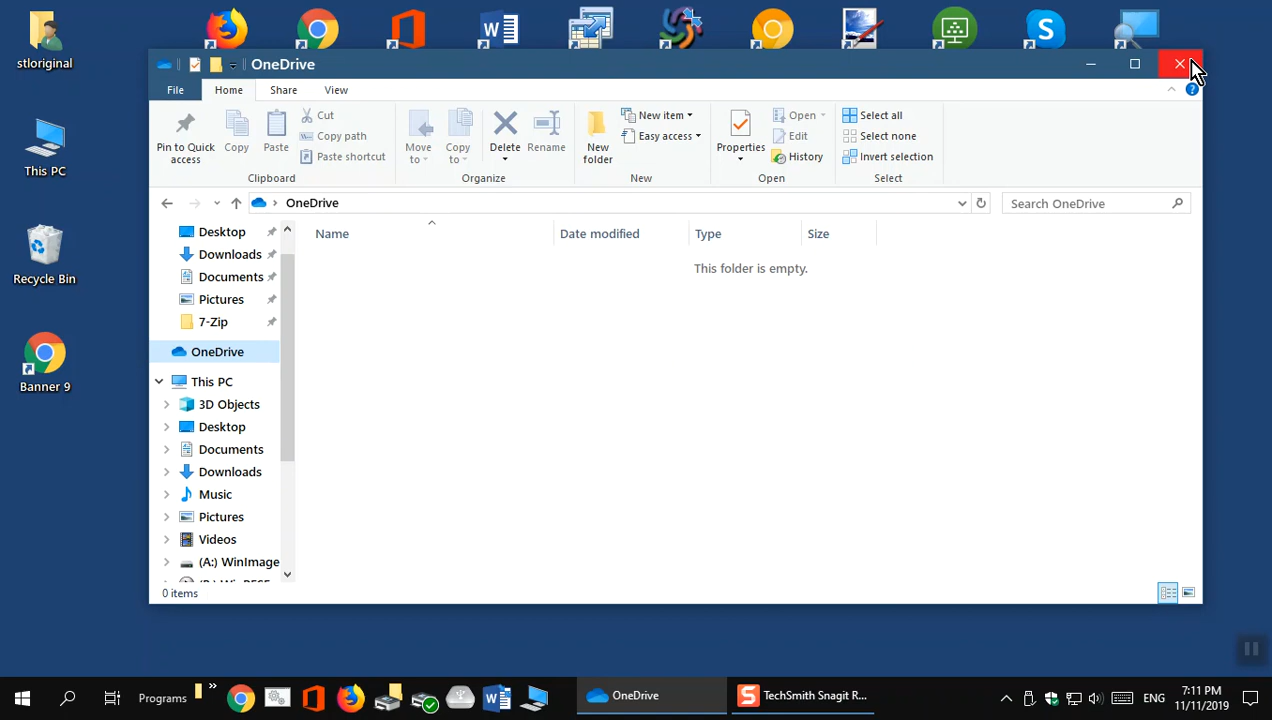 stloriginal
This PC
Recycle Bin
Banner 9
OneDrive
File Home Share View
Pin to Quick access
Copy
Paste
Cut
Copy path
Paste shortcut
Clipboard
Move to
Copy to
Delete
Rename
Organize
New folder
New item
Easy access
New
Properties
Open
Edit
History
Open
Select all
Select none
Invert selection
Select
OneDrive
Search OneDrive
Name Date modified Type Size
This folder is empty.
Desktop
Downloads
Documents
Pictures
7-Zip
OneDrive
This PC
3D Objects
Desktop
Documents
Downloads
Music
Pictures
Videos
(A:) WinImage
0 items
Programs »
OneDrive
TechSmith Snagit R...
ENG
7:11 PM
11/11/2019